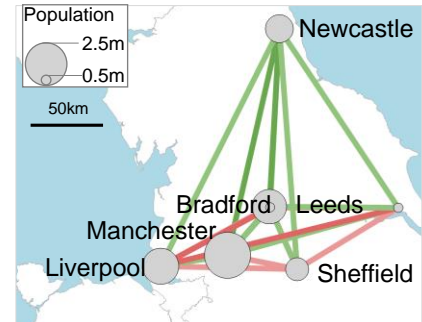 Population
2.5m
0.5m
50km
Newcastle
Bradford Leeds
Manchester
Liverpool
Sheffield